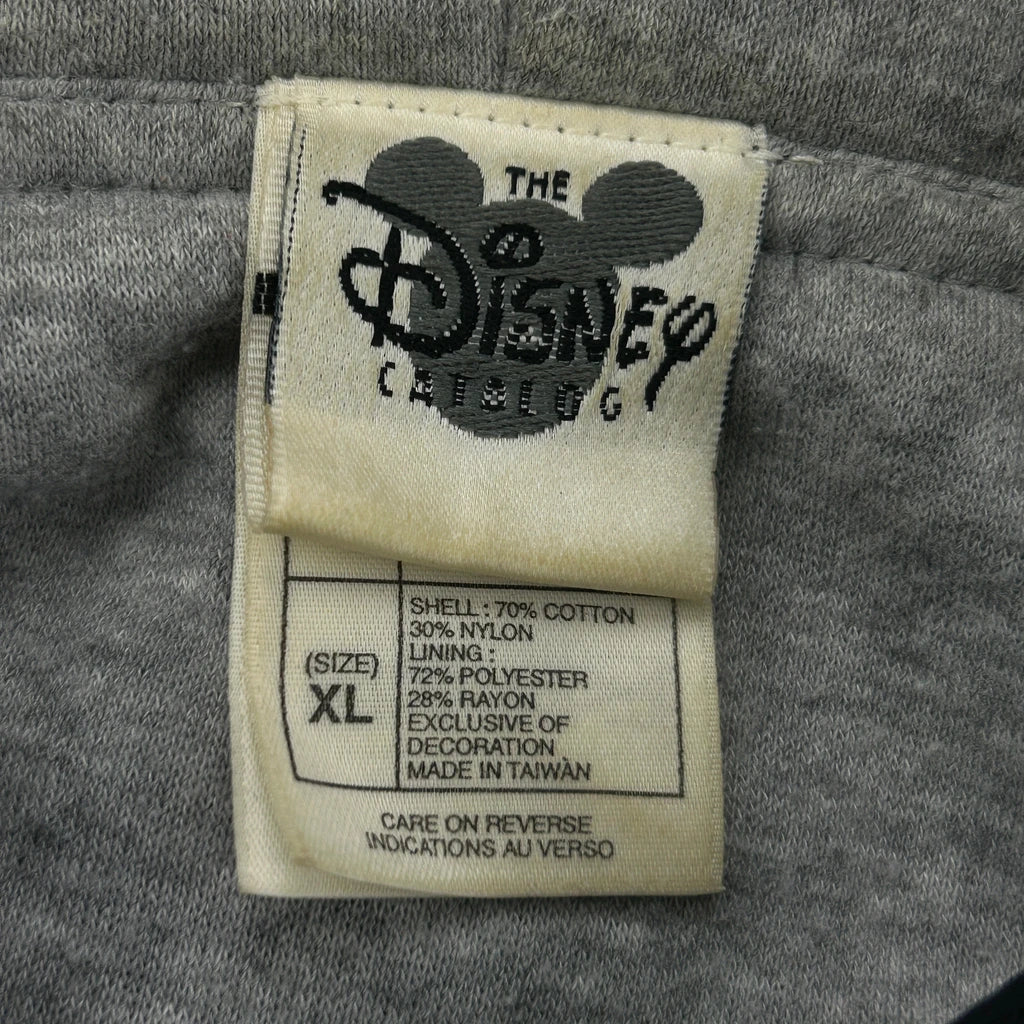 THE
Disney
CATALOG
SHELL : 70% COTTON
30% NYLON
LINING :
72% POLYESTER
28% RAYON
EXCLUSIVE OF
DECORATION
MADE IN TAIWAN
(SIZE)
XL
CARE ON REVERSE
INDICATIONS AU VERSO